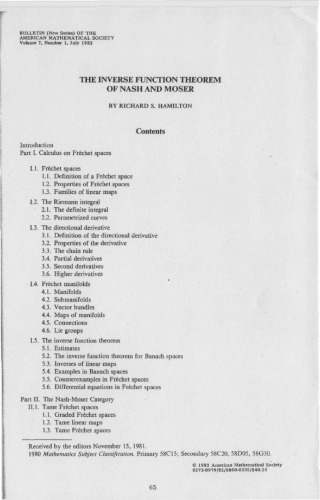 BULLETIN (New Series) OF THE
AMERICAN MATHEMATICAL SOCIETY
Volume 7, Number 1, July 1982
THE INVERSE FUNCTION THEOREM
OF NASH AND MOSER
BY RICHARD S. HAMILTON
Contents
Introduction
Part I. Calculus on Fréchet spaces
I.1. Fréchet spaces
1.1. Definition of a Fréchet space
1.2. Properties of Fréchet spaces
1.3. Families of linear maps
I.2. The Riemann integral
2.1. The definite integral
2.2. Parametrized curves
I.3. The directional derivative
3.1. Definition of the directional derivative
3.2. Properties of the derivative
3.3. The chain rule
3.4. Partial derivatives
3.5. Second derivatives
3.6. Higher derivatives
I.4. Fréchet manifolds
4.1. Manifolds
4.2. Submanifolds
4.3. Vector bundles
4.4. Maps of manifolds
4.5. Connections
4.6. Lie groups
I.5. The inverse function theorem
5.1. Estimates
5.2. The inverse function theorem for Banach spaces
5.3. Inverses of linear maps
5.4. Examples in Banach spaces
5.5. Counterexamples in Fréchet spaces
5.6. Differential equations in Fréchet spaces
Part II. The Nash-Moser Category
II.1. Tame Fréchet spaces
1.1. Graded Fréchet spaces
1.2. Tame linear maps
1.3. Tame Fréchet spaces
Received by the editors November 15, 1981.
1980 Mathematics Subject Classification. Primary 58C15; Secondary 58C20, 58D05, 58G30.
© 1982 American Mathematical Society
0273-0979/82/0000-0335/$40.25
65